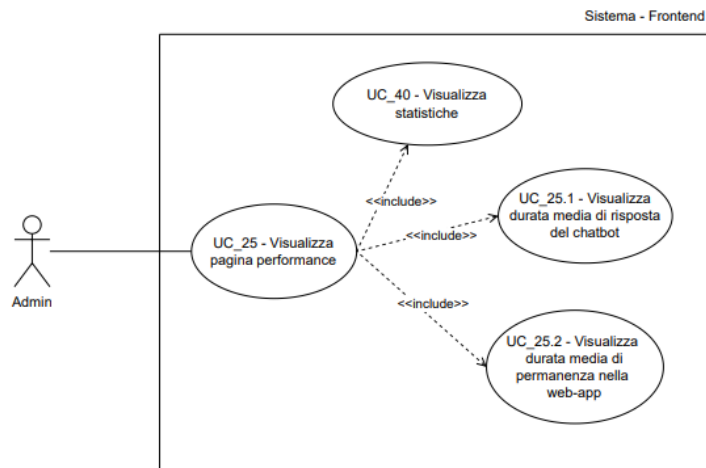 Sistema - Frontend
UC_40 - Visualizza
statistiche
<<include>>
UC_25.1 - Visualizza
durata media di risposta
del chatbot
<<include>>
UC_25 - Visualizza
pagina performance
Admin
<<include>>
UC_25.2 - Visualizza
durata media di
permanenza nella
web-app